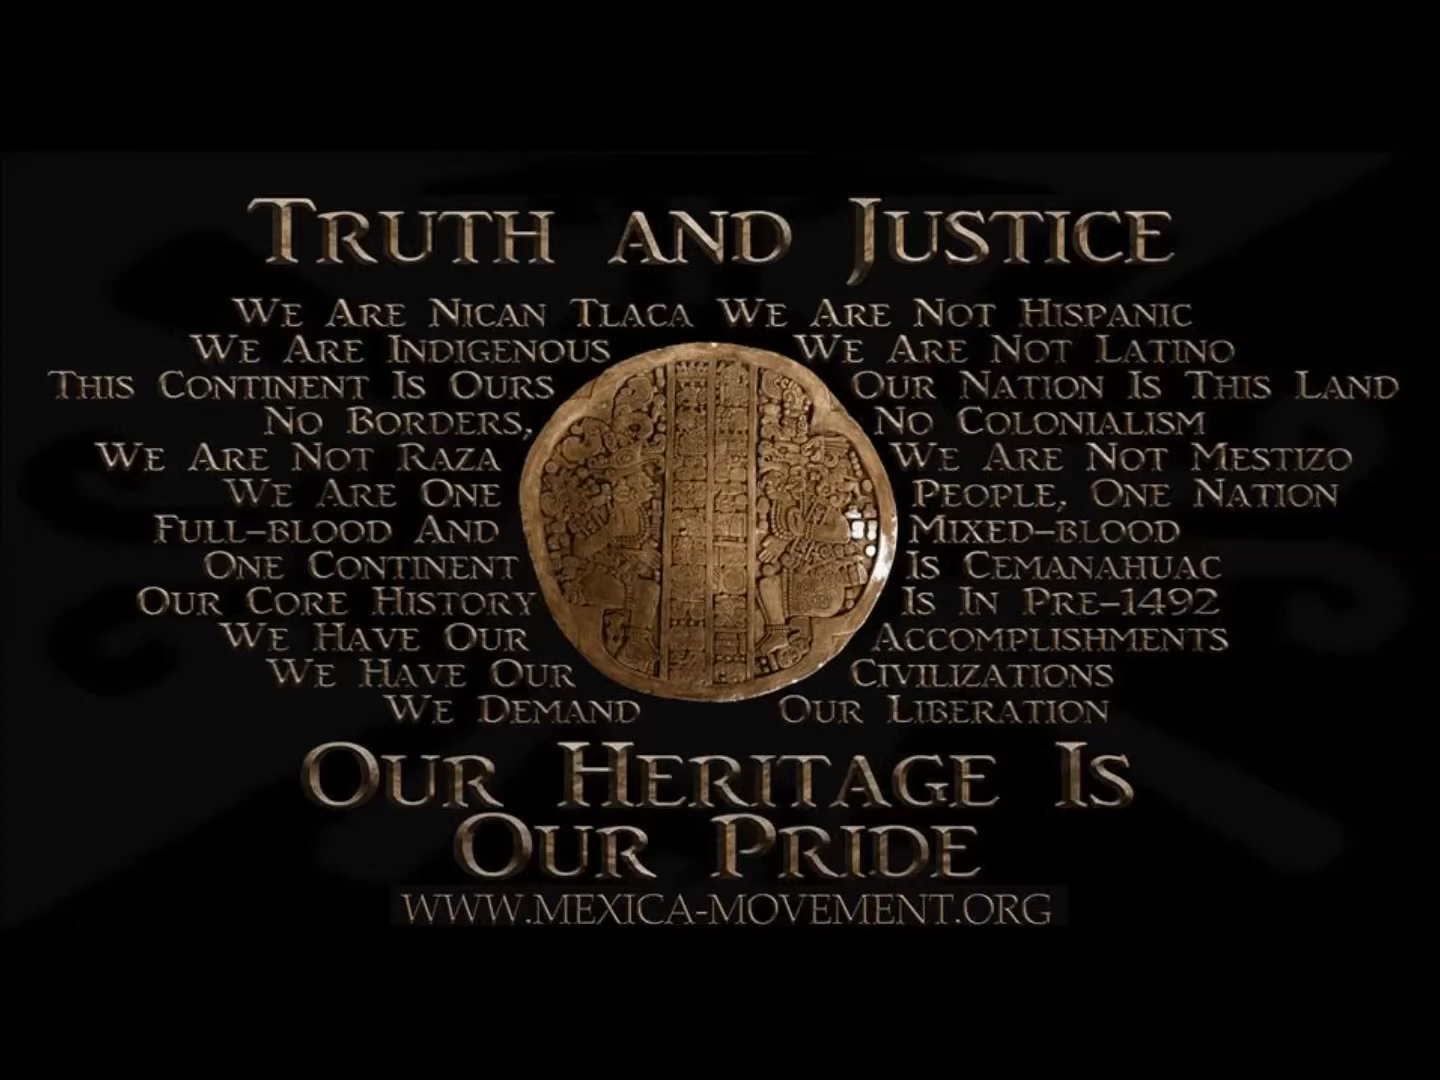 Truth and Justice
We Are Nican Tlaca We Are Not Hispanic
We Are Indigenous We Are Not Latino
This Continent Is Ours Our Nation Is This Land
No Borders, No Colonialism
We Are Not Raza We Are Not Mestizo
We Are One People, One Nation
Full-blood And Mixed-blood
One Continent Is Cemanahuac
Our Core History Is In Pre-1492
We Have Our Accomplishments
We Have Our Civilizations
We Demand Our Liberation
Our Heritage Is
Our Pride
WWW.MEXICA-MOVEMENT.ORG